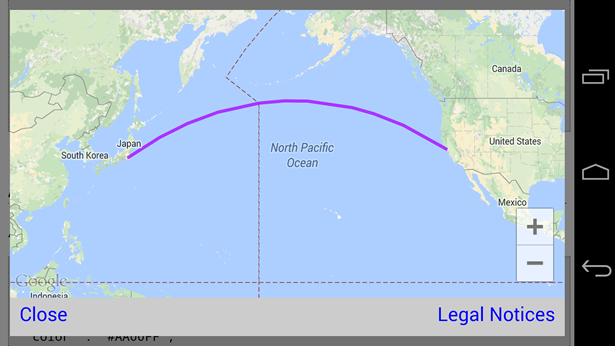 Canada
Japan
South Korea
United States
North Pacific
Ocean
Mexico
+
−
Google
Indonesia
Close
Legal Notices
color : "#AA00FF",